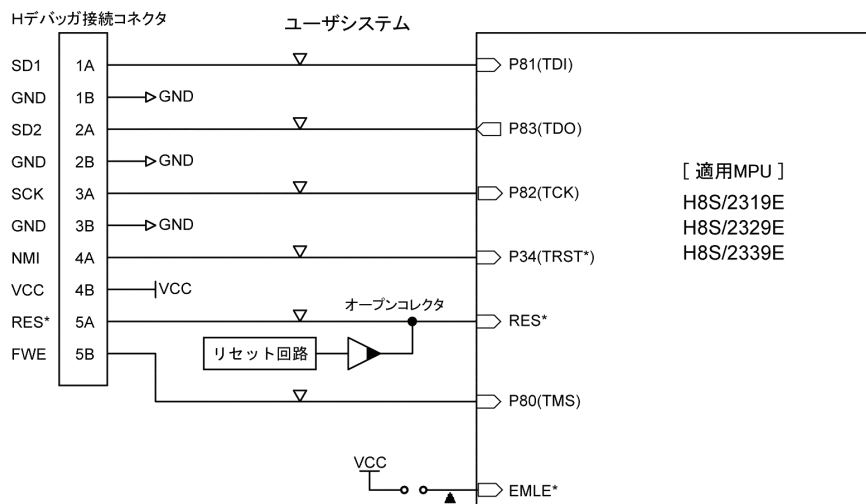 Hデバッガ接続コネクタ
ユーザシステム
SD1 1A P81(TDI)
GND 1B GND
SD2 2A P83(TDO)
GND 2B GND
SCK 3A P82(TCK)
GND 3B GND
NMI 4A P34(TRST*)
VCC 4B VCC
オープンコレクタ
RES* 5A RES*
FWE 5B リセット回路
P80(TMS)
VCC
EMLE*
[ 適用MPU ]
H8S/2319E
H8S/2329E
H8S/2339E